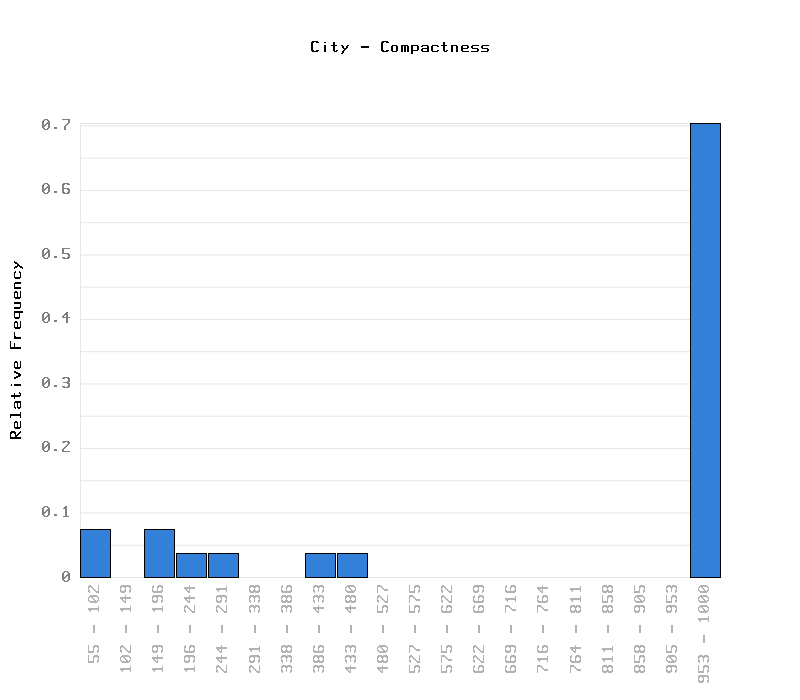 City - Compactness
Relative Frequency
0.7
0.6
0.5
0.4
0.3
0.2
0.1
0
55 - 102
102 - 149
149 - 196
196 - 244
244 - 291
291 - 338
338 - 386
386 - 433
433 - 480
480 - 527
527 - 575
575 - 622
622 - 669
669 - 716
716 - 764
764 - 811
811 - 858
858 - 905
905 - 953
953 - 1000